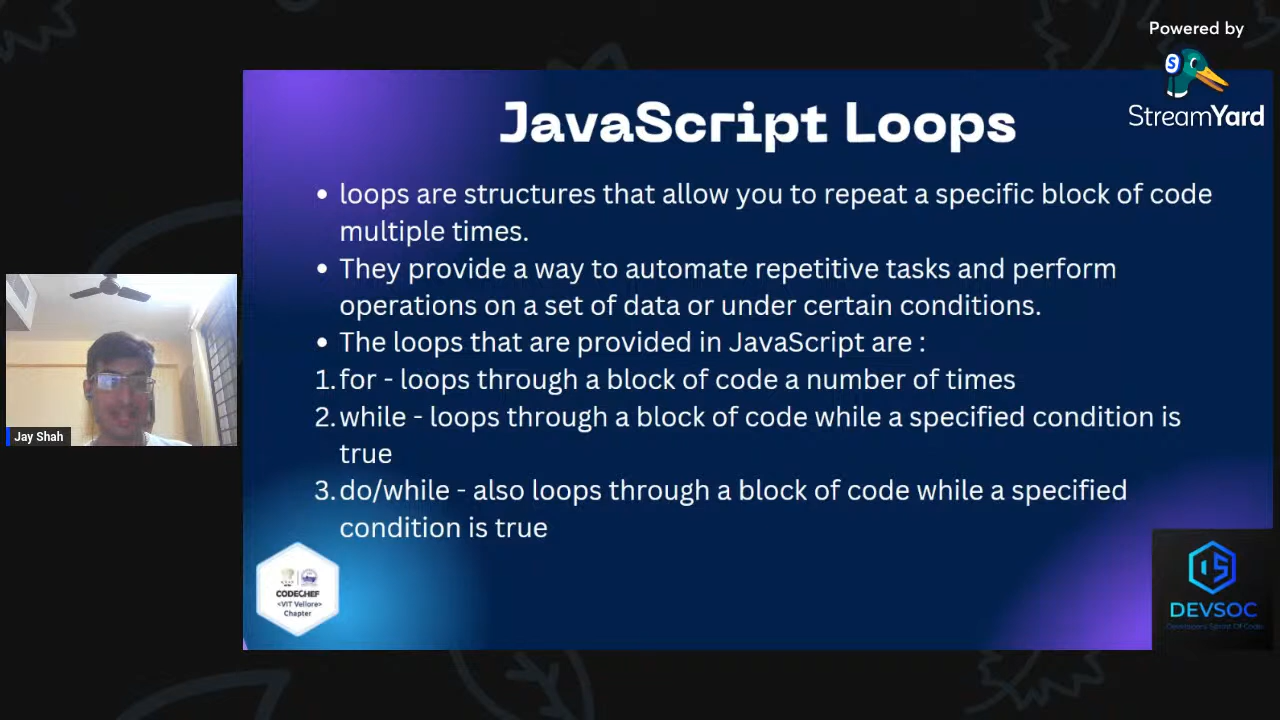 Powered by
StreamYard
JavaScript Loops
• loops are structures that allow you to repeat a specific block of code
multiple times.
• They provide a way to automate repetitive tasks and perform
operations on a set of data or under certain conditions.
• The loops that are provided in JavaScript are :
1. for - loops through a block of code a number of times
2. while - loops through a block of code while a specified condition is
true
3. do/while - also loops through a block of code while a specified
condition is true
Jay Shah
CODECHEF
<VIT Vellore>
Chapter
DEVSOC
Developers Sprint Of Code